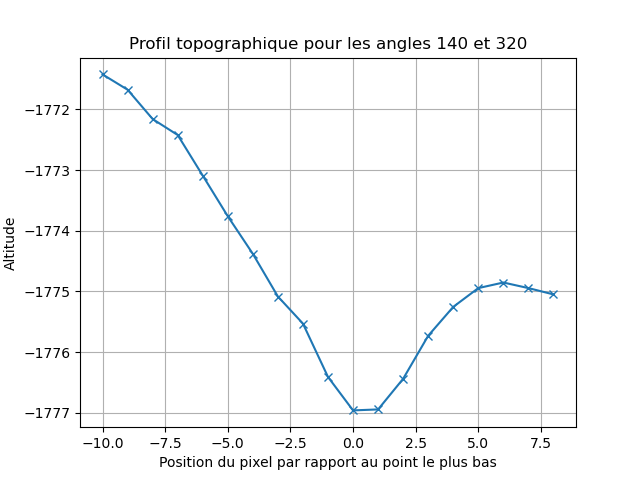 Profil topographique pour les angles 140 et 320
−1772
−1773
−1774
−1775
−1776
−1777
Altitude
−10.0 −7.5 −5.0 −2.5 0.0 2.5 5.0 7.5
Position du pixel par rapport au point le plus bas